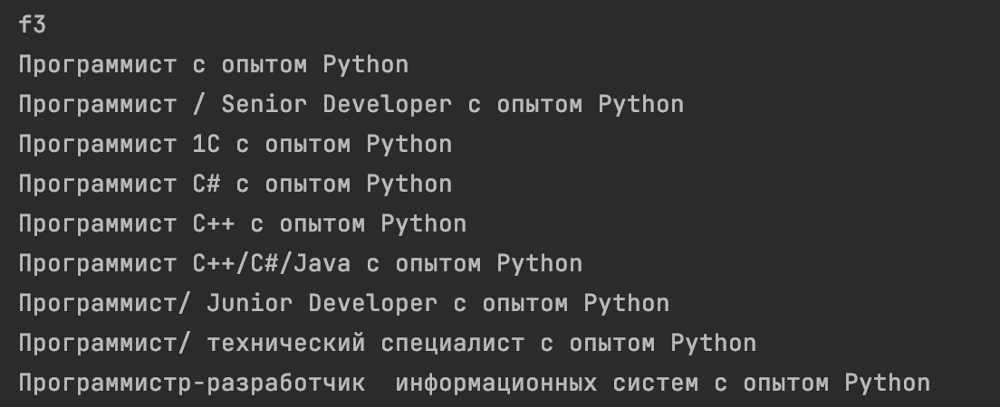 f3
Программист с опытом Python
Программист / Senior Developer с опытом Python
Программист 1С с опытом Python
Программист C# с опытом Python
Программист C++ с опытом Python
Программист C++/C#/Java с опытом Python
Программист/ Junior Developer с опытом Python
Программист/ технический специалист с опытом Python
Программистр-разработчик  информационных систем с опытом Python